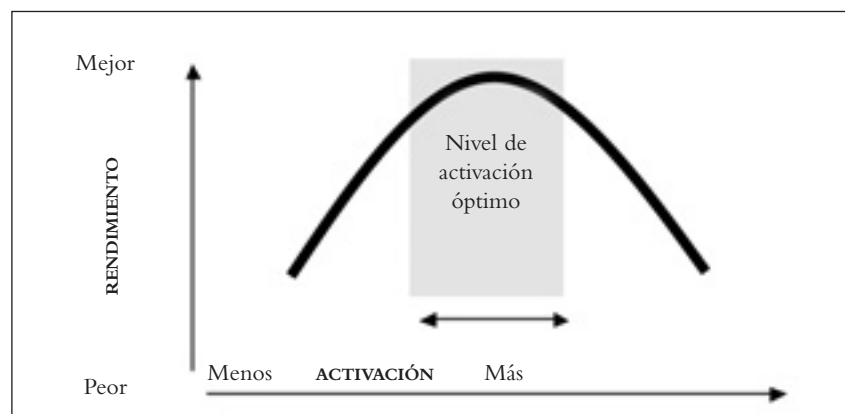 Mejor
RENDIMIENTO
Nivel de
activación
óptimo
Peor
Menos ACTIVACIÓN Más